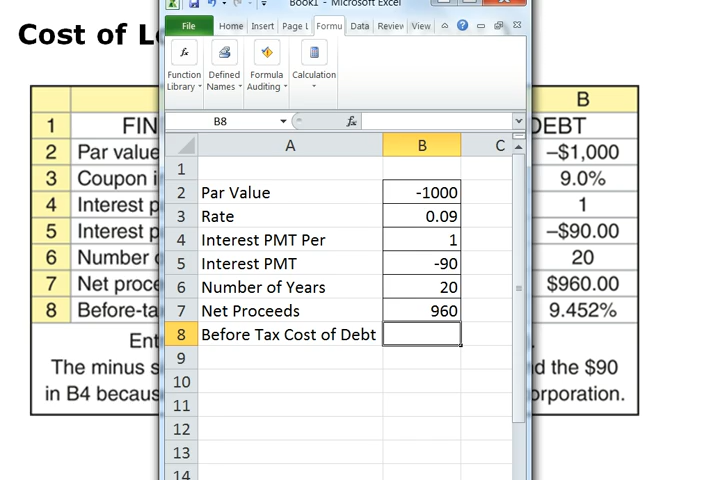 Book1 - Microsoft Excel
Cost of L
File Home Insert Page L Formu Data Review View
fx
Function Library
Defined Names
Formula Auditing
Calculation
B8 fx
A B C
1
2 Par Value -1000
3 Rate 0.09
4 Interest PMT Per 1
5 Interest PMT -90
6 Number of Years 20
7 Net Proceeds 960
8 Before Tax Cost of Debt
9
10
11
12
13
14
B
1 FIN DEBT
2 Par value –$1,000
3 Coupon i 9.0%
4 Interest p 1
5 Interest p –$90.00
6 Number 20
7 Net proce $960.00
8 Before-ta 9.452%
Ent
The minus s d the $90
in B4 becaus rporation.